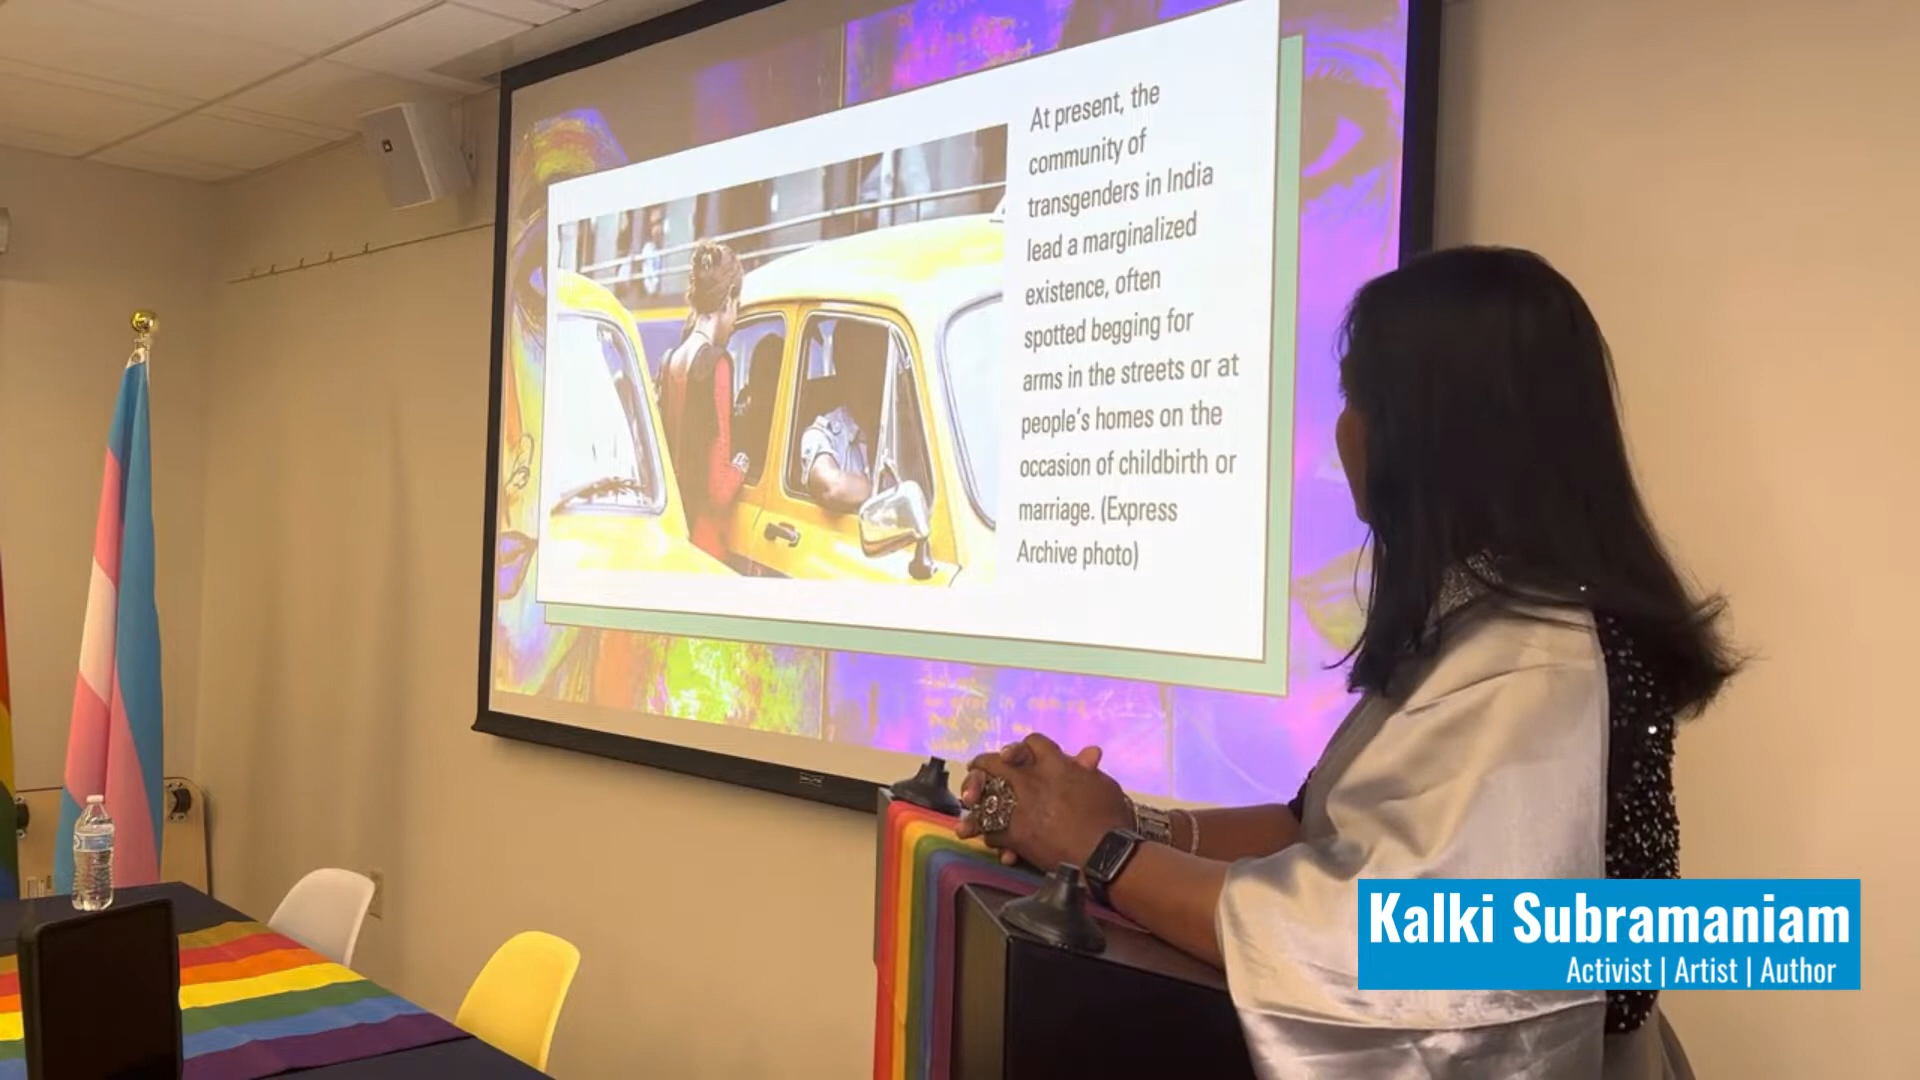 At present, the
community of
transgenders in India
lead a marginalized
existence, often
spotted begging for
arms in the streets or at
people's homes on the
occasion of childbirth or
marriage. (Express
Archive photo)
Kalki Subramaniam
Activist | Artist | Author